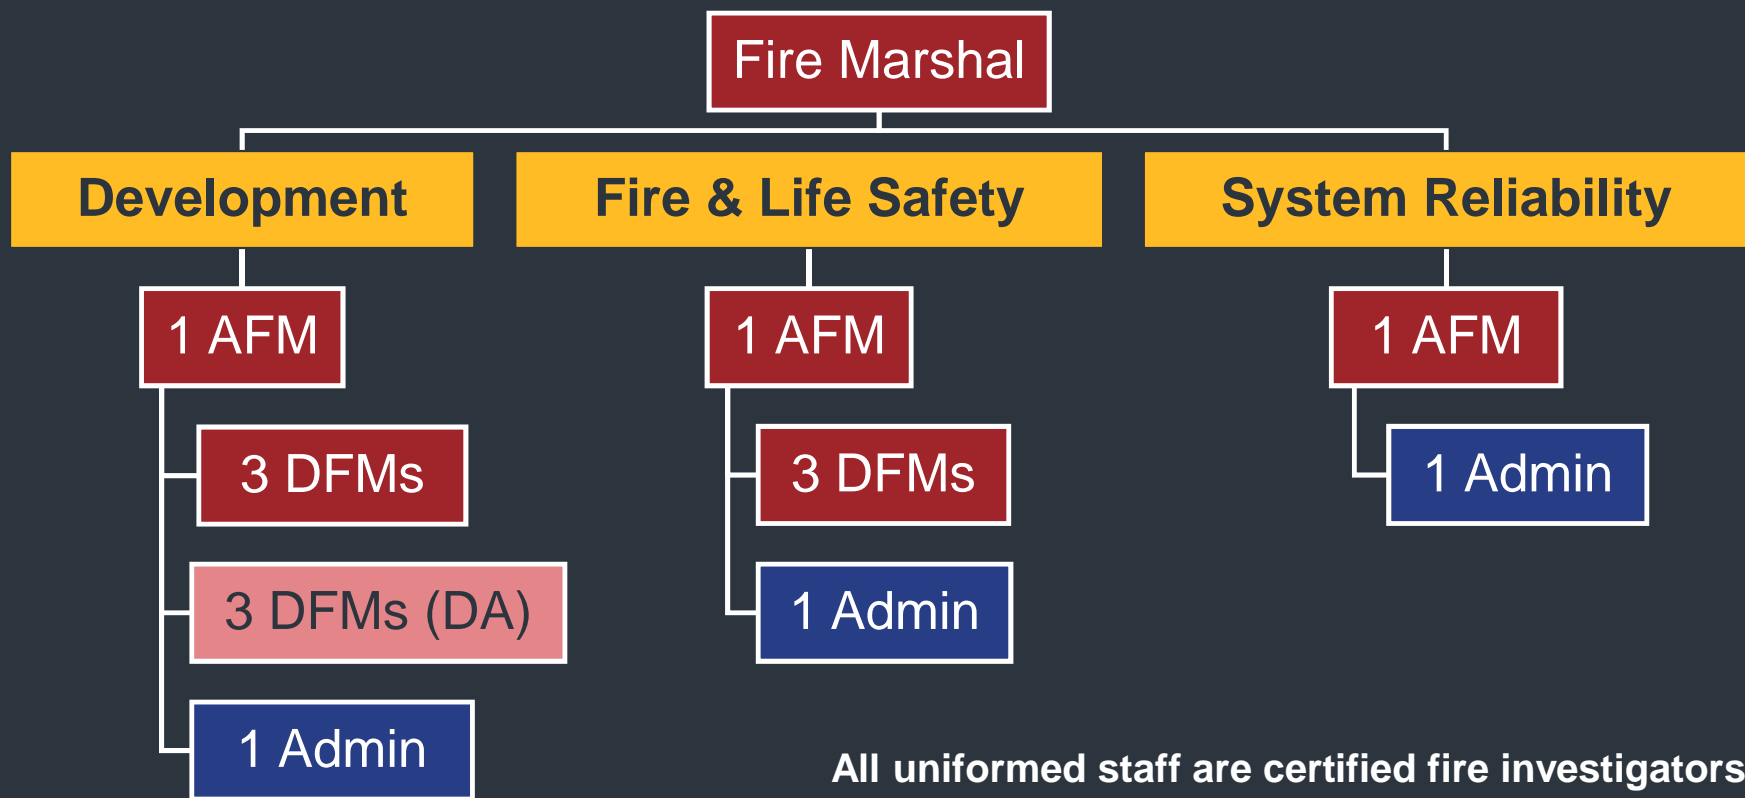 Fire Marshal
Development
Fire & Life Safety
System Reliability
1 AFM
1 AFM
1 AFM
3 DFMs
3 DFMs
1 Admin
3 DFMs (DA)
1 Admin
1 Admin
All uniformed staff are certified fire investigators